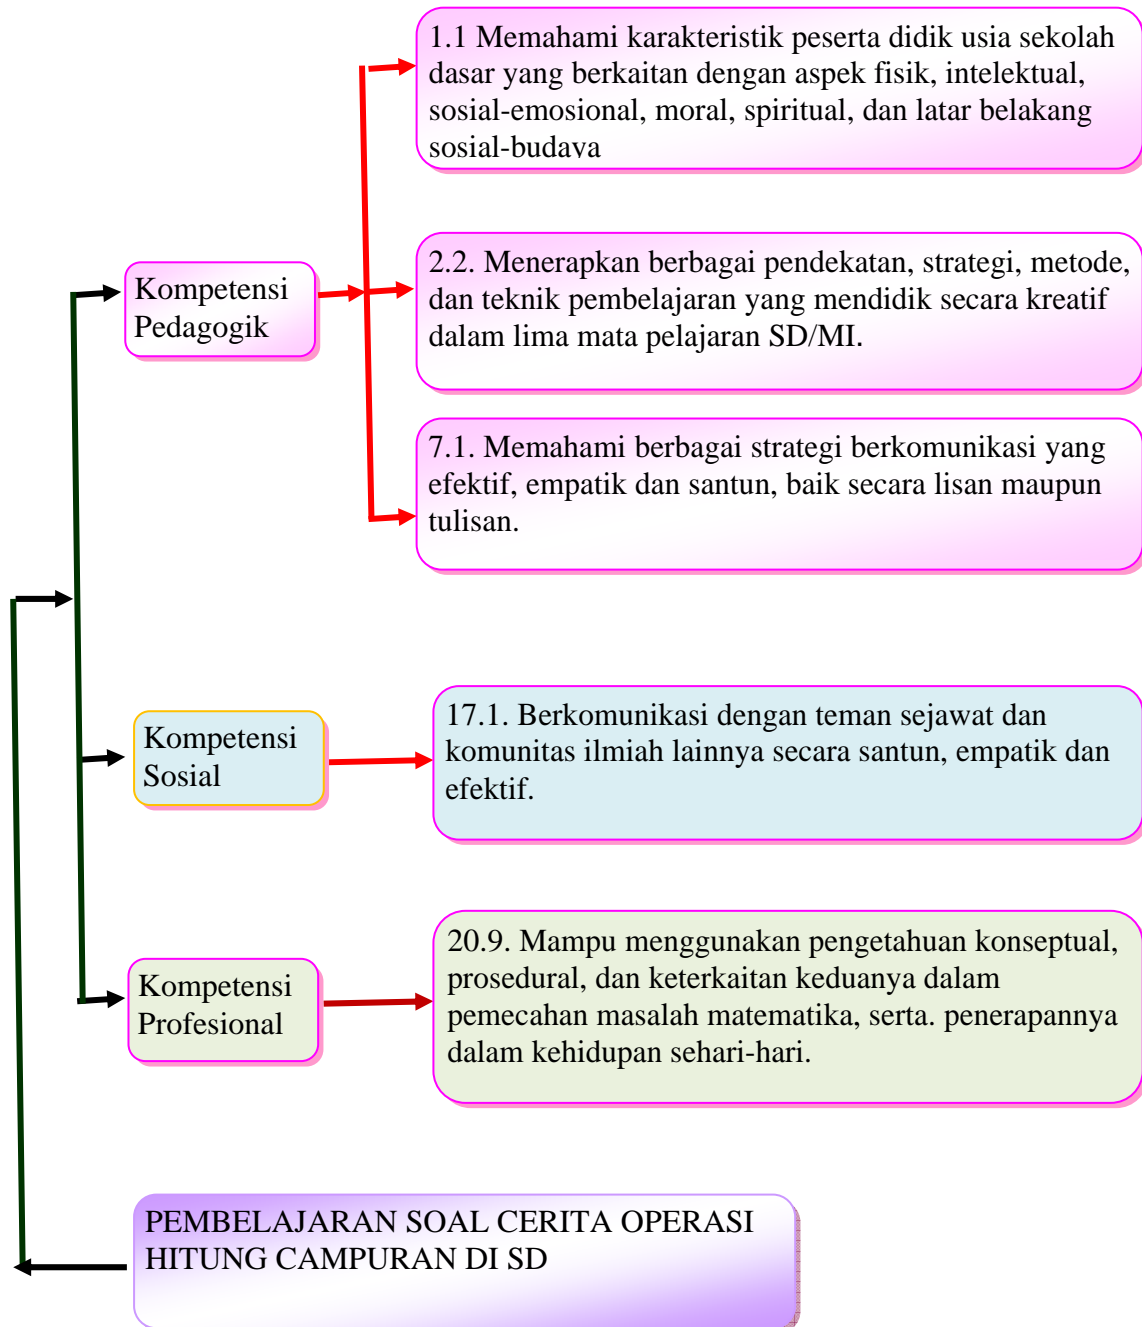 1.1 Memahami karakteristik peserta didik usia sekolah
dasar yang berkaitan dengan aspek fisik, intelektual,
sosial-emosional, moral, spiritual, dan latar belakang
sosial-budaya
Kompetensi
Pedagogik
2.2. Menerapkan berbagai pendekatan, strategi, metode,
dan teknik pembelajaran yang mendidik secara kreatif
dalam lima mata pelajaran SD/MI.
7.1. Memahami berbagai strategi berkomunikasi yang
efektif, empatik dan santun, baik secara lisan maupun
tulisan.
Kompetensi
Sosial
17.1. Berkomunikasi dengan teman sejawat dan
komunitas ilmiah lainnya secara santun, empatik dan
efektif.
Kompetensi
Profesional
20.9. Mampu menggunakan pengetahuan konseptual,
prosedural, dan keterkaitan keduanya dalam
pemecahan masalah matematika, serta. penerapannya
dalam kehidupan sehari-hari.
PEMBELAJARAN SOAL CERITA OPERASI
HITUNG CAMPURAN DI SD